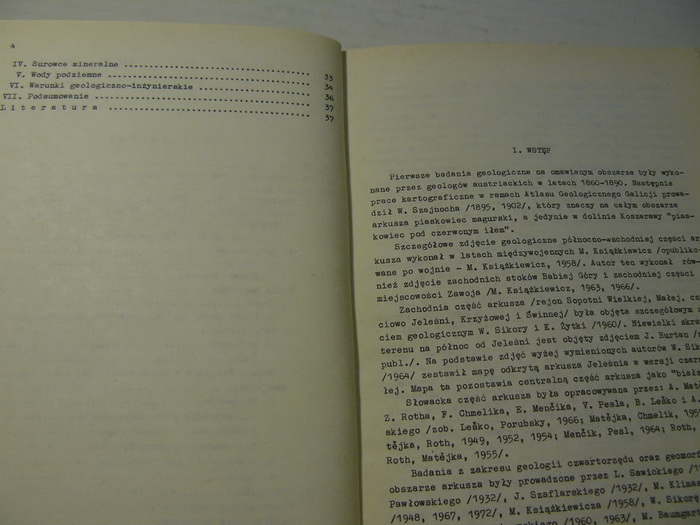 4
IV. Surowce mineralne ........ 33
V. Wody podziemne ........ 34
VI. Warunki geologiczno-inżynierskie ........ 36
VII. Podsumowanie ........ 37
Literatura ........ 37
I. WSTĘP
Pierwsze badania geologiczne na omawianym obszarze były wyko-
nane przez geologów austriackich w latach 1860-1890. Następnie
prace kartograficzne w ramach Atlasu Geologicznego Galicji prowa-
dził W. Szajnocha /1895, 1902/, który znaczy na całym obszarze
arkusza piaskowiec magurski, a jedynie w dolinie Koszarawy "pias-
kowiec pod czerwonym iłem".
Szczegółowe zdjęcie geologiczne północno-wschodniej części ar-
kusza wykonał w latach międzywojennych M. Książkiewicz /opubliko-
wane po wojnie - M. Książkiewicz, 1958/. Autor ten wykonał rów-
nież zdjęcie zachodnich stoków Babiej Góry i zachodniej części
miejscowości Zawoja /M. Książkiewicz, 1963, 1966/.
Zachodnia część arkusza /rejon Sopotni Wielkiej, Małej,
ciowo Jeleśni, Krzyżowej i Świnnej/ była objęta szczegółowym
ciem geologicznym W. Sikory i K. Żytki /1960/. Niewielki
terenu na północ od Jeleśni jest objęty zdjęciem J. Burtan
publ./. Na podstawie zdjęć wyżej wymienionych autorów W.
/1964/ zestawił mapę odkrytą arkusza Jeleśnia w wersji
łej. Mapa ta pozostawia centralną część arkusza jako
Słowacka część arkusza była opracowywana przez: A.
Z. Rotha, F. Chmelika, E. Menčika, V. Pesla, B. Leško i A.
skiego /zob. Leško, Porubsky, 1966; Matějka, Chmelik,
tějka, Roth, 1949, 1952, 1954; Menčik, Pesl, 1964; Roth,
Roth, Matějka, 1955/.
Badania z zakresu geologii czwartorzędu oraz
obszarze arkusza były prowadzone przez L. Sawickiego
Pawłowskiego /1932/, J. Szaflarskiego /1932/, M.
/1948, 1967, 1972/, M. Książkiewicza /1958/, W.
/1960, 1963/, M.